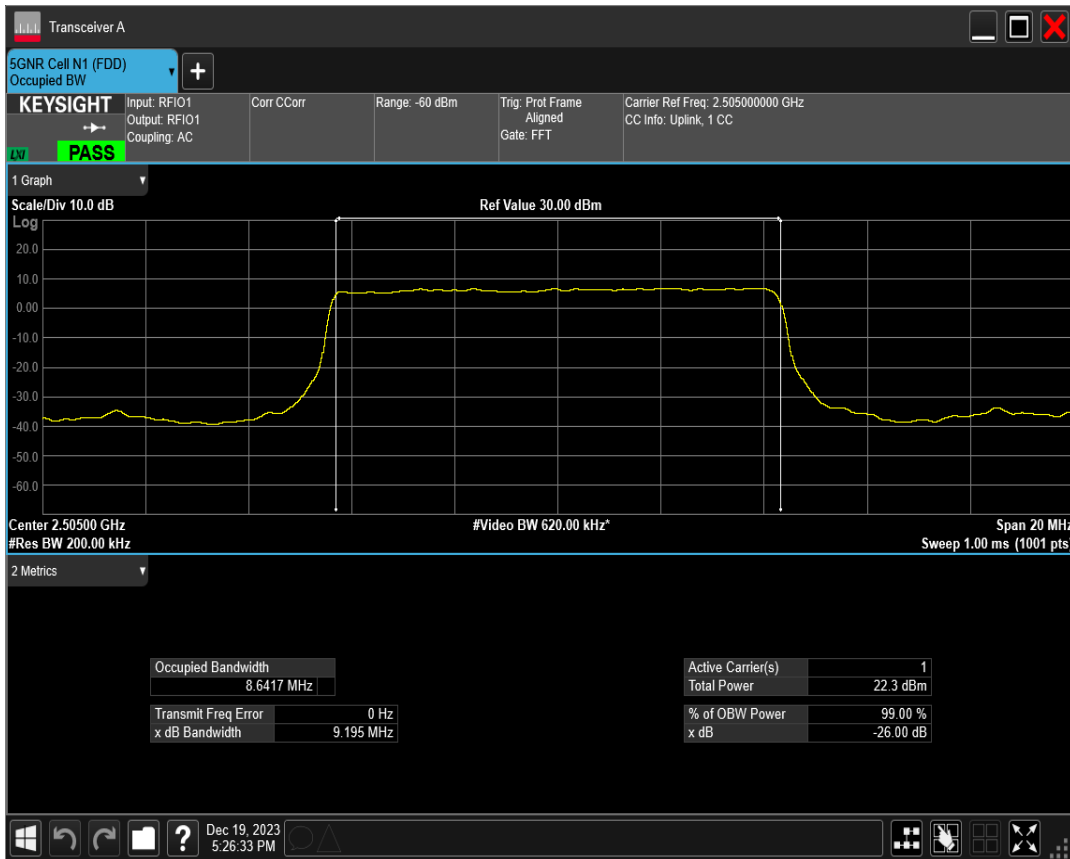 Transceiver A
5GNR Cell N1 (FDD)
Occupied BW
KEYSIGHT
LXI
PASS
Input: RFIO1
Output: RFIO1
Coupling: AC
Corr CCorr
Range: -60 dBm
Trig: Prot Frame
Aligned
Gate: FFT
Carrier Ref Freq: 2.505000000 GHz
CC Info: Uplink, 1 CC
1 Graph
Scale/Div 10.0 dB
Ref Value 30.00 dBm
Log
20.0
10.0
0.00
-10.0
-20.0
-30.0
-40.0
-50.0
-60.0
Center 2.50500 GHz
#Video BW 620.00 kHz*
Span 20 MHz
#Res BW 200.00 kHz
Sweep 1.00 ms (1001 pts)
2 Metrics
Occupied Bandwidth
8.6417 MHz
Transmit Freq Error 0 Hz
x dB Bandwidth 9.195 MHz
Active Carrier(s) 1
Total Power 22.3 dBm
% of OBW Power 99.00 %
x dB -26.00 dB
?
Dec 19, 2023
5:26:33 PM